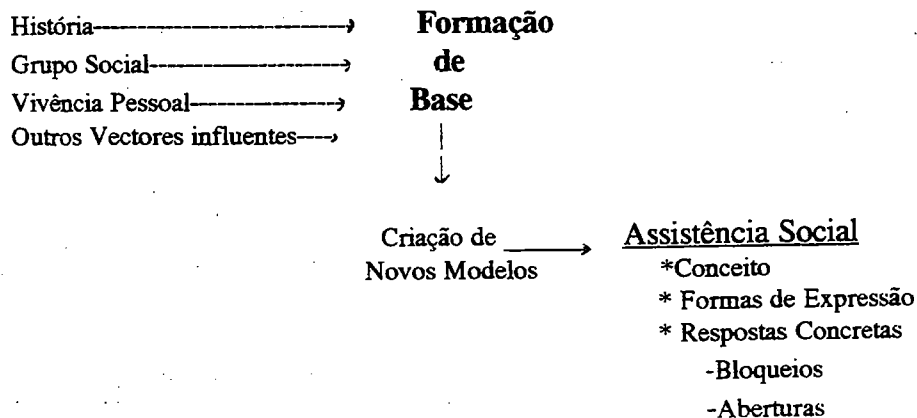 História
Grupo Social
Vivência Pessoal
Outros Vectores influentes
Formação
de
Base
Criação de
Novos Modelos
Assistência Social
*Conceito
* Formas de Expressão
* Respostas Concretas
-Bloqueios
-Aberturas